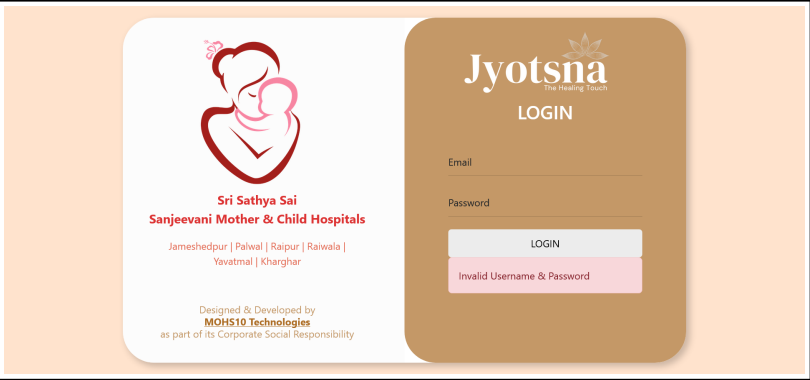 Sri Sathya Sai
Sanjeevani Mother & Child Hospitals
Jameshedpur | Palwal | Raipur | Raiwala |
Yavatmal | Kharghar
Designed & Developed by
MOHS10 Technologies
as part of its Corporate Social Responsibility
Jyotsna
The Healing Touch
LOGIN
Email
Password
LOGIN
Invalid Username & Password